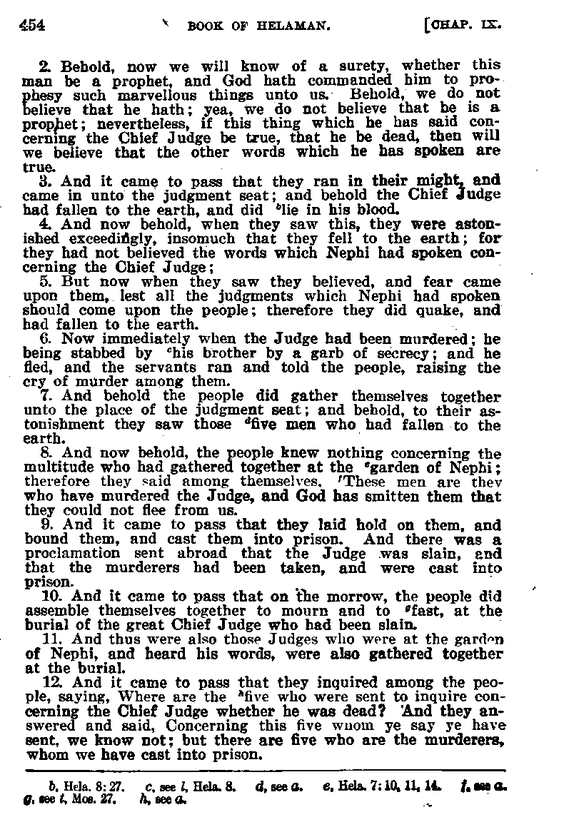 454 BOOK OF HELAMAN. [CHAP. IX.
2. Behold, now we will know of a surety, whether this
man be a prophet, and God hath commanded him to pro-
phesy such marvellous things unto us. Behold, we do not
believe that he hath; yea, we do not believe that he is a
prophet; nevertheless, if this thing which he has said con-
cerning the Chief Judge be true, that he be dead, then will
we believe that the other words which he has spoken are
true.
3. And it came to pass that they ran in their might, and
came in unto the judgment seat; and behold the Chief Judge
had fallen to the earth, and did ᵇlie in his blood.
4. And now behold, when they saw this, they were aston-
ished exceedingly, insomuch that they fell to the earth; for
they had not believed the words which Nephi had spoken con-
cerning the Chief Judge;
5. But now when they saw they believed, and fear came
upon them, lest all the judgments which Nephi had spoken
should come upon the people; therefore they did quake, and
had fallen to the earth.
6. Now immediately when the Judge had been murdered; he
being stabbed by ᶜhis brother by a garb of secrecy; and he
fled, and the servants ran and told the people, raising the
cry of murder among them.
7. And behold the people did gather themselves together
unto the place of the judgment seat; and behold, to their as-
tonishment they saw those ᵈfive men who had fallen to the
earth.
8. And now behold, the people knew nothing concerning the
multitude who had gathered together at the ᵉgarden of Nephi;
therefore they said among themselves, ᶠThese men are they
who have murdered the Judge, and God has smitten them that
they could not flee from us.
9. And it came to pass that they laid hold on them, and
bound them, and cast them into prison. And there was a
proclamation sent abroad that the Judge was slain, and
that the murderers had been taken, and were cast into
prison.
10. And it came to pass that on the morrow, the people did
assemble themselves together to mourn and to ᵍfast, at the
burial of the great Chief Judge who had been slain.
11. And thus were also those Judges who were at the garden
of Nephi, and heard his words, were also gathered together
at the burial.
12. And it came to pass that they inquired among the peo-
ple, saying, Where are the ʰfive who were sent to inquire con-
cerning the Chief Judge whether he was dead? And they an-
swered and said, Concerning this five whom ye say ye have
sent, we know not; but there are five who are the murderers,
whom we have cast into prison.
b, Hela. 8:27. c, see i, Hela. 8. d, see a. e, Hela. 7:10, 11, 14. f, see a.
g, see t, Mos. 27. h, see a.